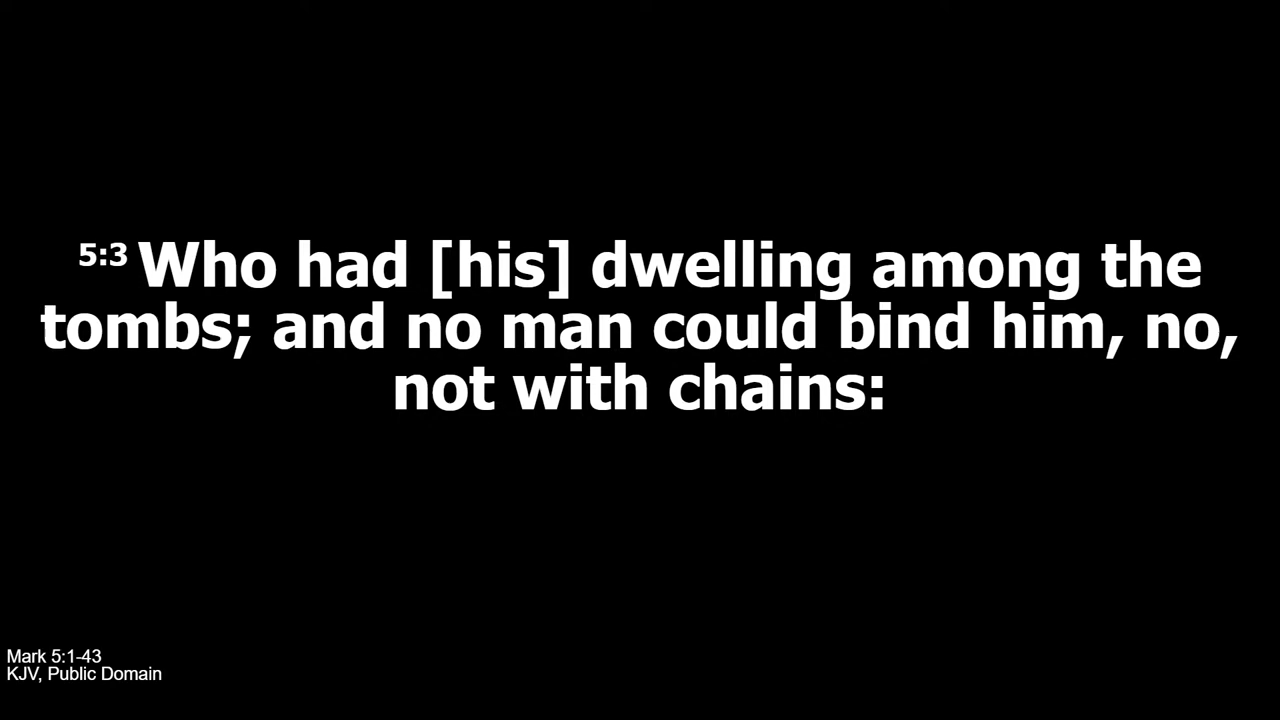 5:3 Who had [his] dwelling among the
tombs; and no man could bind him, no,
not with chains:
Mark 5:1-43
KJV, Public Domain